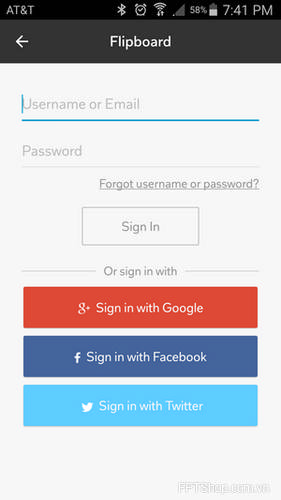 AT&T 58% 7:41 PM
Flipboard
Username or Email
Password
Forgot username or password?
Sign In
Or sign in with
g+ Sign in with Google
f Sign in with Facebook
Sign in with Twitter
FPTShop.com.vn